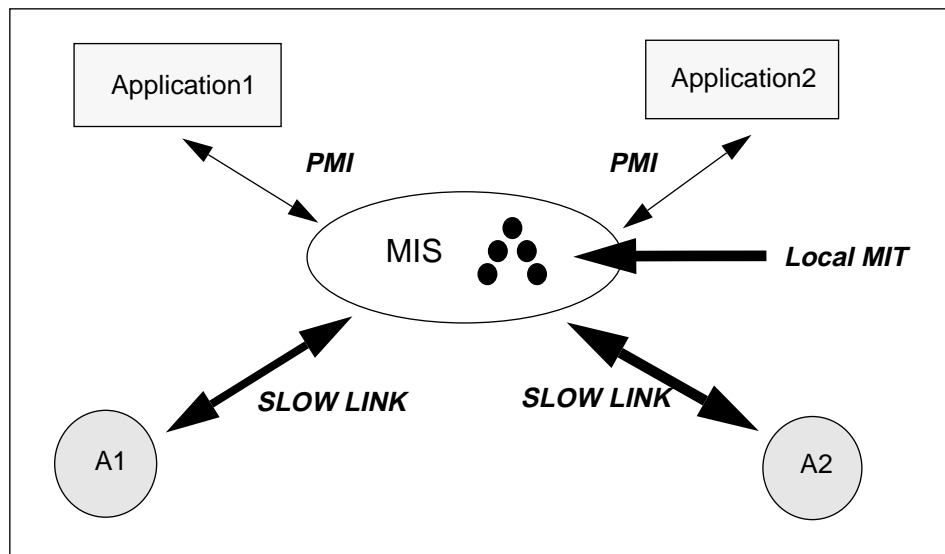 Application1
Application2
PMI
PMI
MIS
Local MIT
SLOW LINK
SLOW LINK
A1
A2